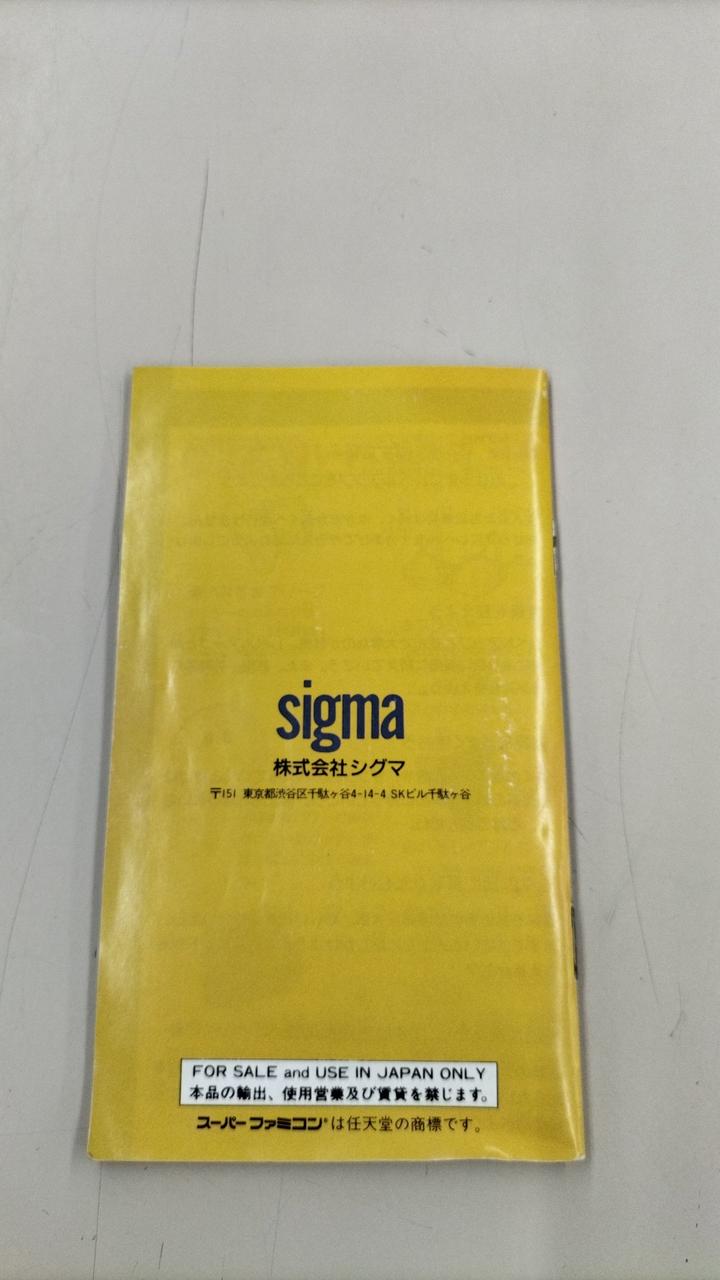 sigma
株式会社シグマ
〒151 東京都渋谷区千駄ヶ谷4-14-4 SKビル千駄ヶ谷
FOR SALE and USE IN JAPAN ONLY
本品の輸出、使用営業及び賃貸を禁じます。
スーパーファミコン®は任天堂の商標です。